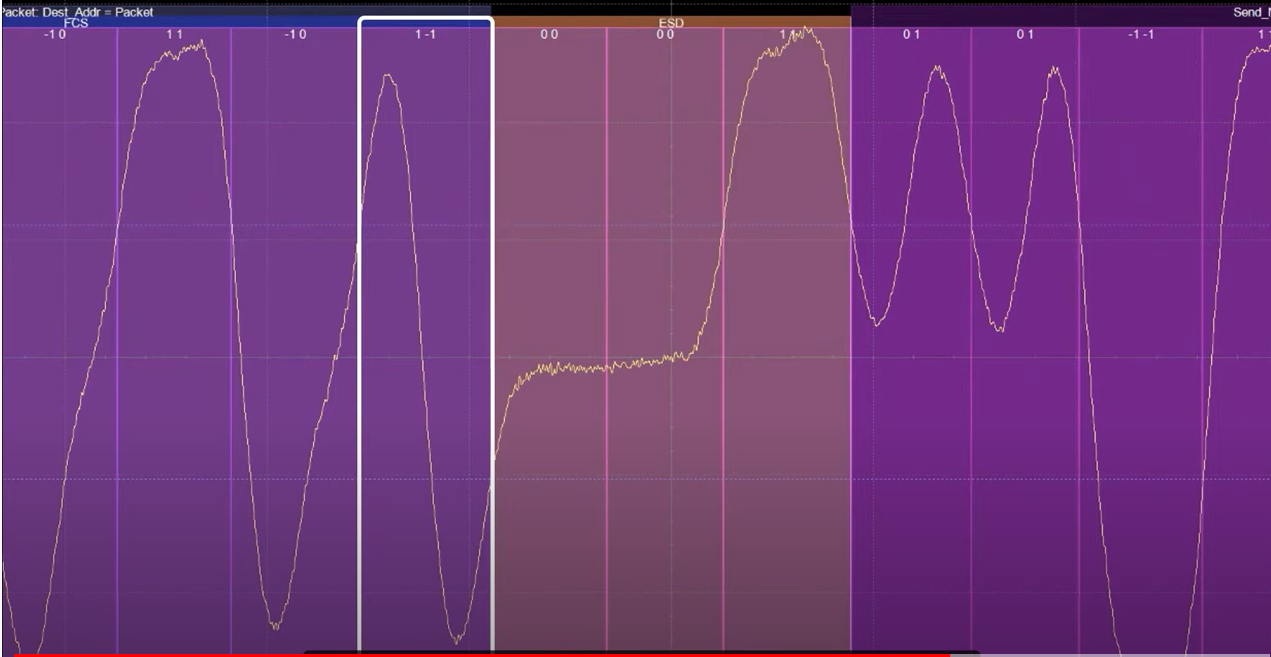 Packet: Dest_Addr = Packet
FCS ESD Send_
-1 0 1 1 -1 0 1 -1 0 0 0 0 1 1 0 1 0 1 -1 -1 1